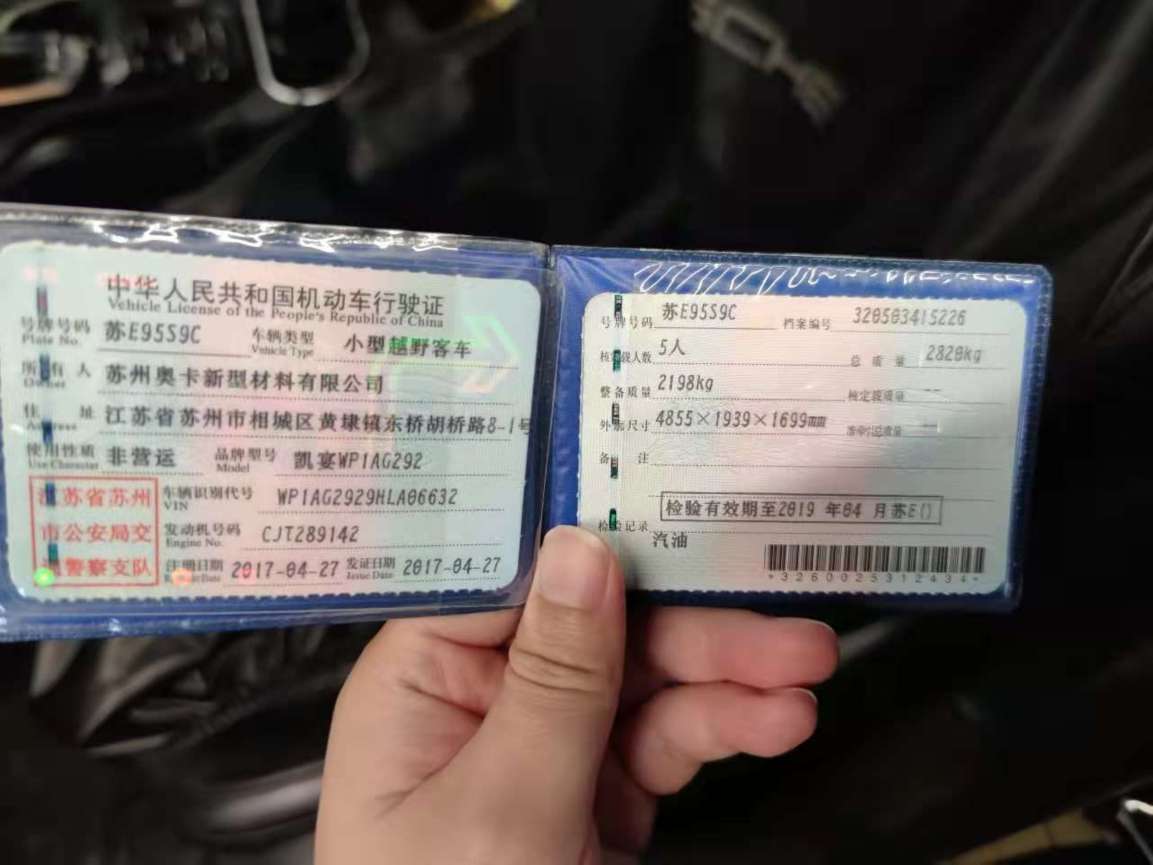 中华人民共和国机动车行驶证
Vehicle License of the People's Republic of China
号牌号码 苏E95S9C 车辆类型 小型越野客车
Plate No. Vehicle Type
所有人 苏州奥卡新型材料有限公司
Owner
住址 江苏省苏州市相城区黄埭镇东桥胡桥路8-1号
Address
使用性质 非营运 品牌型号 凯宴WP1AG292
Use Character Model
江苏省苏州
市公安局交
通警察支队
车辆识别代号 WP1AG2929HLA06632
VIN
发动机号码 CJT289142
Engine No.
注册日期 2017-04-27 发证日期 2017-04-27
Register Date Issue Date
号牌号码 苏E95S9C 档案编号 320503415226
核定载人数 5人 总质量 2820kg
整备质量 2198kg 核定载质量 --
外廓尺寸 4855×1939×1699mm 准牵引总质量 --
备注
检验有效期至2019 年04 月苏E()
检验记录
汽油
*3260025312434*